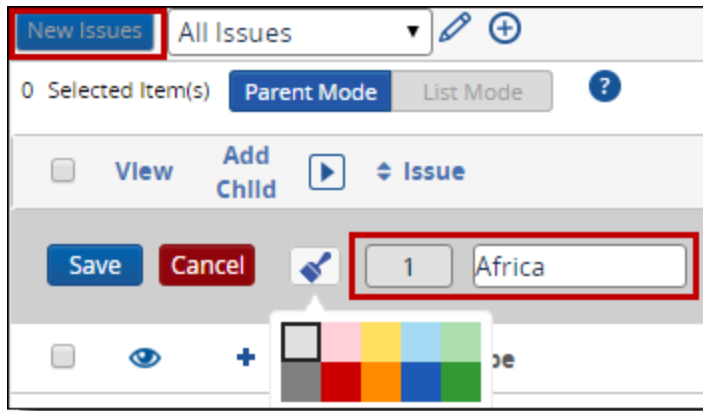 New Issues All Issues
0 Selected Item(s) Parent Mode List Mode ?
View Add Child Issue
Save Cancel 1 Africa